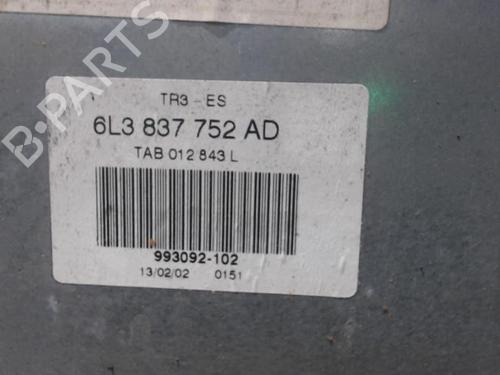 B-PARTS
TR3 - ES
6L3 837 752 AD
TAB 012 843 L
993092-102
13/02/02 0151